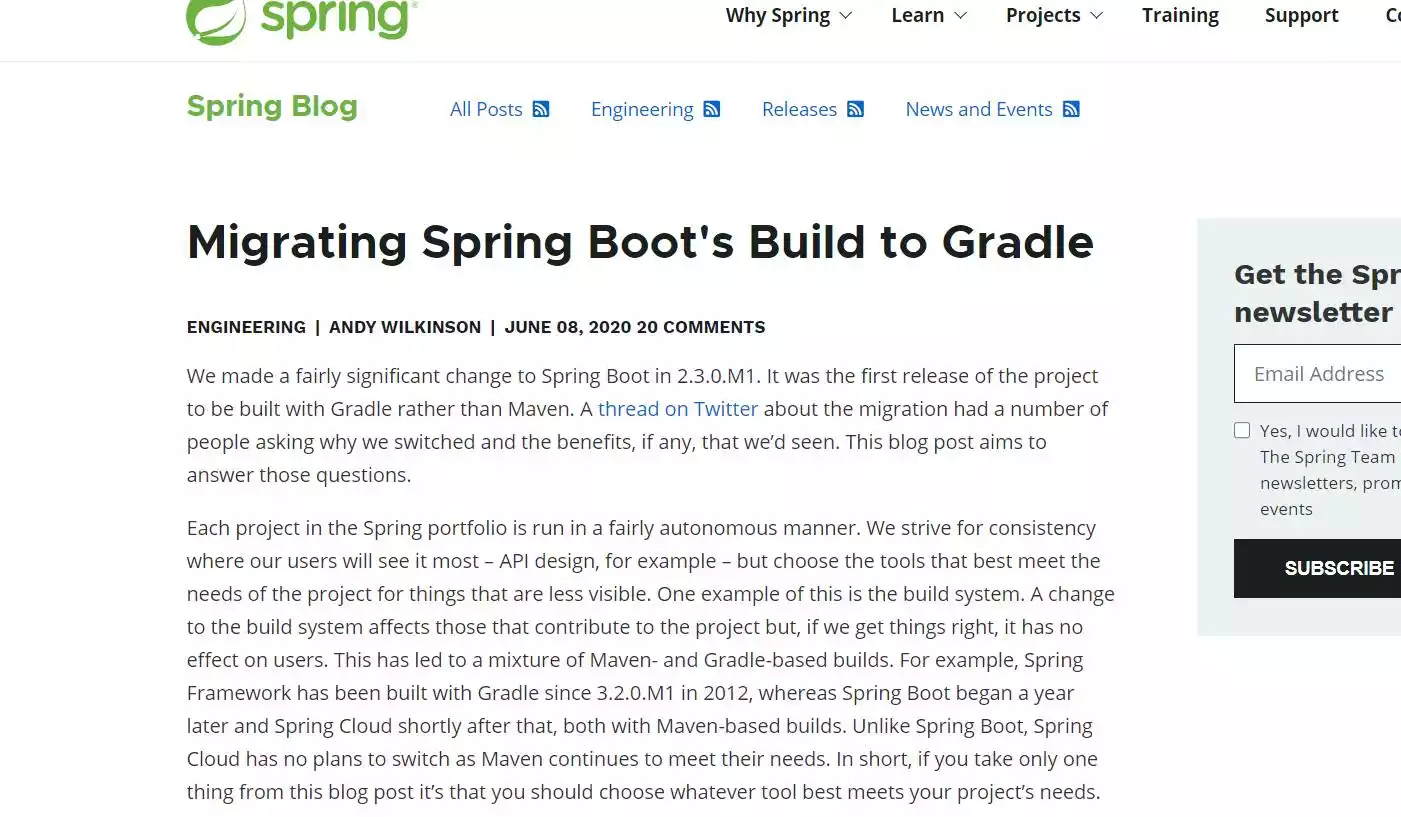 spring
Why Spring Learn Projects Training Support
Spring Blog
All Posts Engineering Releases News and Events
Migrating Spring Boot's Build to Gradle
ENGINEERING | ANDY WILKINSON | JUNE 08, 2020 20 COMMENTS
We made a fairly significant change to Spring Boot in 2.3.0.M1. It was the first release of the project
to be built with Gradle rather than Maven. A thread on Twitter about the migration had a number of
people asking why we switched and the benefits, if any, that we’d seen. This blog post aims to
answer those questions.
Each project in the Spring portfolio is run in a fairly autonomous manner. We strive for consistency
where our users will see it most – API design, for example – but choose the tools that best meet the
needs of the project for things that are less visible. One example of this is the build system. A change
to the build system affects those that contribute to the project but, if we get things right, it has no
effect on users. This has led to a mixture of Maven- and Gradle-based builds. For example, Spring
Framework has been built with Gradle since 3.2.0.M1 in 2012, whereas Spring Boot began a year
later and Spring Cloud shortly after that, both with Maven-based builds. Unlike Spring Boot, Spring
Cloud has no plans to switch as Maven continues to meet their needs. In short, if you take only one
thing from this blog post it’s that you should choose whatever tool best meets your project’s needs.
Get the Spr
newsletter
Email Address
Yes, I would like t
The Spring Team
newsletters, pro
events
SUBSCRIBE